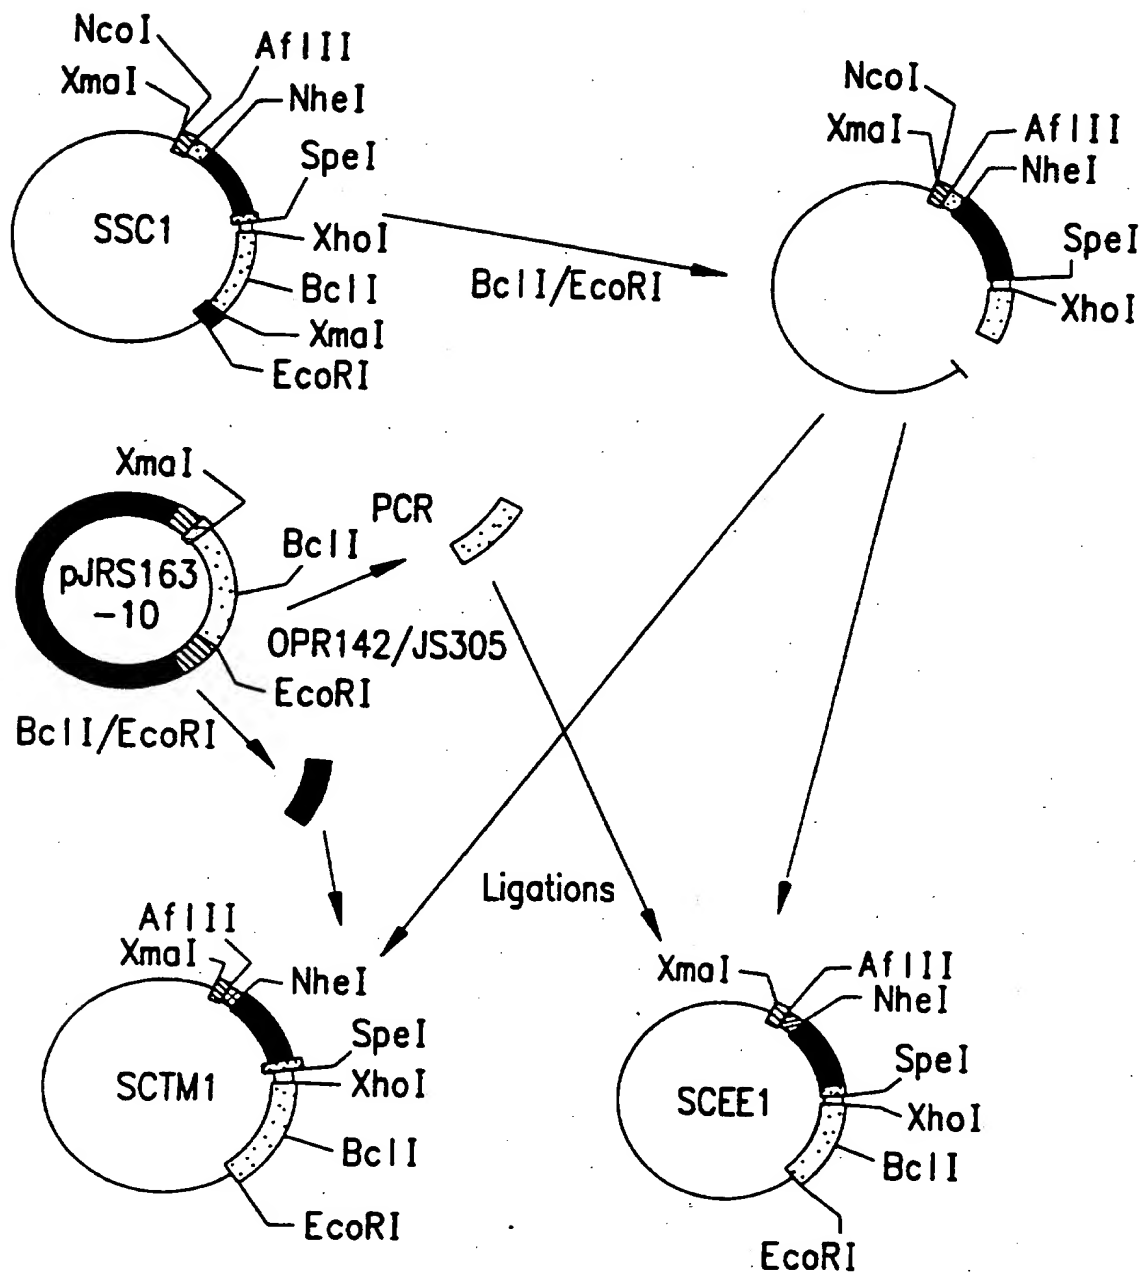 NcoI
AflII
XmaI
NheI
SpeI
SSC1
XhoI
BclI
XmaI
EcoRI
BclI/EcoRI
NcoI
XmaI
AflII
NheI
SpeI
XhoI
XmaI
PCR
BclI
pJRS163
-10
OPR142/JS305
EcoRI
BclI/EcoRI
Ligations
AflII
XmaI
NheI
SpeI
SCTM1
XhoI
BclI
EcoRI
XmaI
AflII
NheI
SpeI
SCEE1
XhoI
BclI
EcoRI